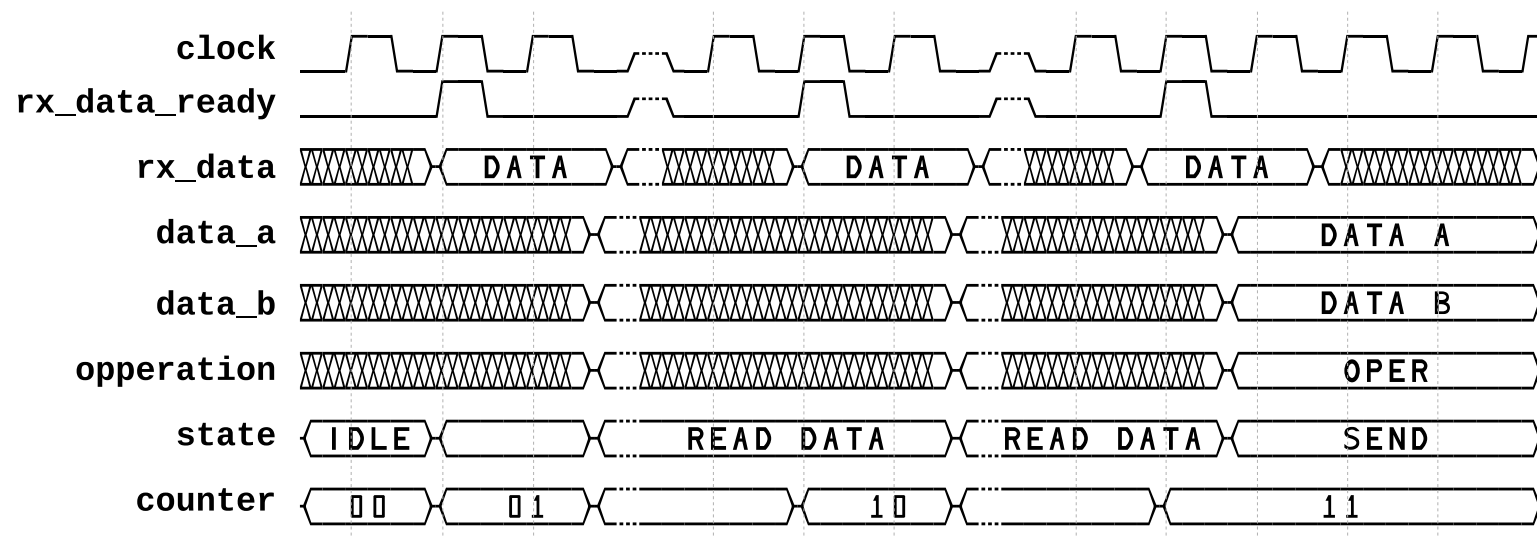 clock
rx_data_ready
rx_data DATA DATA DATA
data_a DATA A
data_b DATA B
opperation OPER
state IDLE READ DATA READ DATA SEND
counter 00 01 10 11